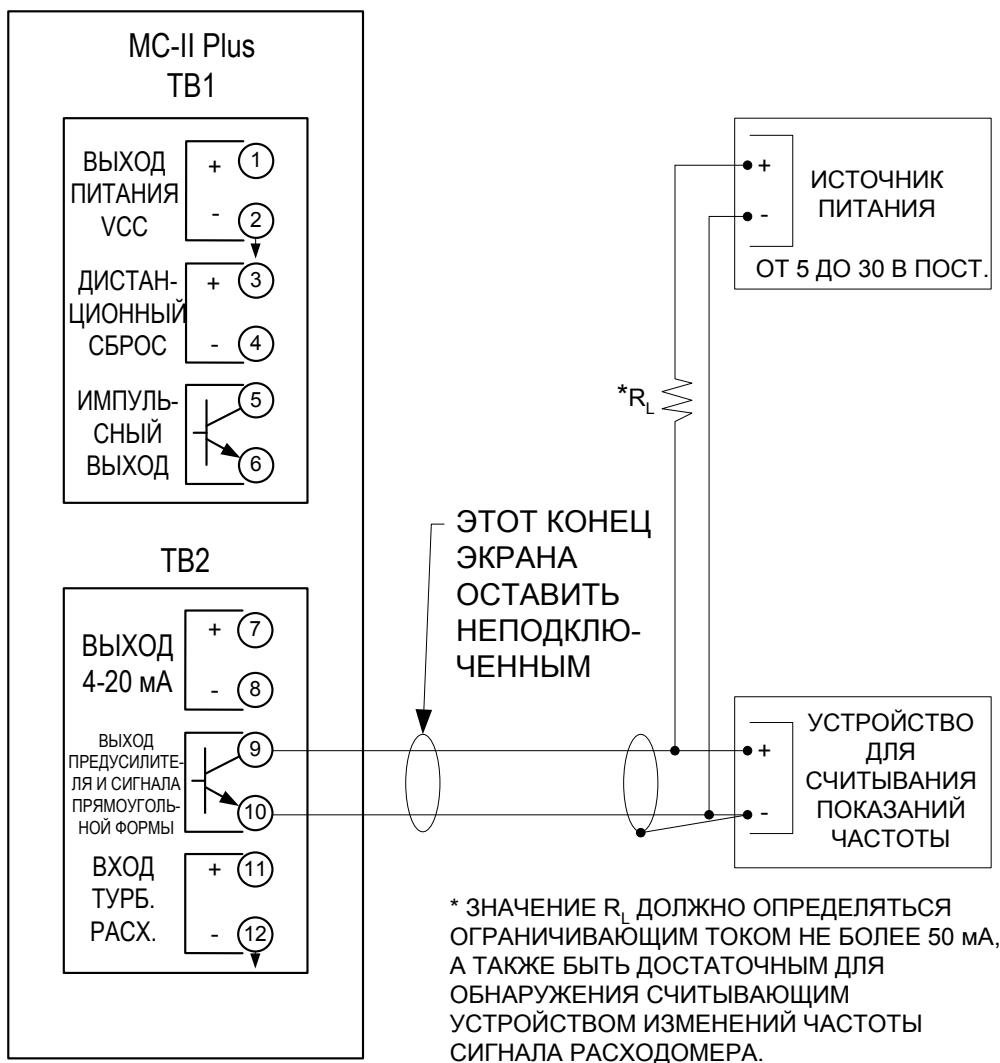 MC-II Plus
TB1
ВЫХОД
ПИТАНИЯ
VCC
+ 1
- 2
ДИСТАН-
ЦИОННЫЙ
СБРОС
+ 3
- 4
ИМПУЛЬ-
СНЫЙ
ВЫХОД
5
6
TB2
ВЫХОД
4-20 мА
+ 7
- 8
ВЫХОД
ПРЕДУСИЛИТЕ-
ЛЯ И СИГНАЛА
ПРЯМОУГОЛЬ-
НОЙ ФОРМЫ
9
10
ВХОД
ТУРБ.
РАСХ.
+ 11
- 12
ЭТОТ КОНЕЦ
ЭКРАНА
ОСТАВИТЬ
НЕПОДКЛЮ-
ЧЕННЫМ
+
-
ИСТОЧНИК
ПИТАНИЯ
ОТ 5 ДО 30 В ПОСТ.
*RL
+
-
УСТРОЙСТВО
ДЛЯ
СЧИТЫВАНИЯ
ПОКАЗАНИЙ
ЧАСТОТЫ
* ЗНАЧЕНИЕ RL ДОЛЖНО ОПРЕДЕЛЯТЬСЯ
ОГРАНИЧИВАЮЩИМ ТОКОМ НЕ БОЛЕЕ 50 мА,
А ТАКЖЕ БЫТЬ ДОСТАТОЧНЫМ ДЛЯ
ОБНАРУЖЕНИЯ СЧИТЫВАЮЩИМ
УСТРОЙСТВОМ ИЗМЕНЕНИЙ ЧАСТОТЫ
СИГНАЛА РАСХОДОМЕРА.